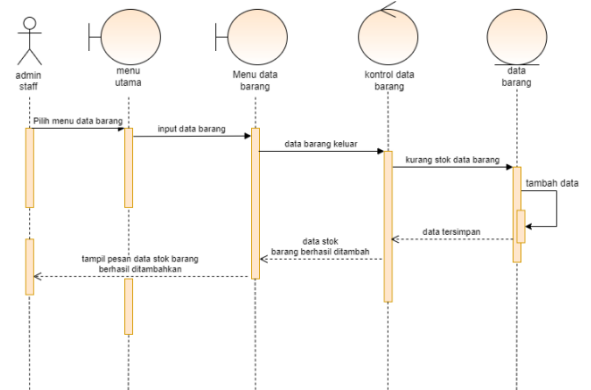 admin
staff
menu
utama
Menu data
barang
kontrol data
barang
data
barang
Pilih menu data barang
input data barang
data barang keluar
kurang stok data barang
tambah data
data tersimpan
data stok
barang berhasil ditambah
tampil pesan data stok barang
berhasil ditambahkan